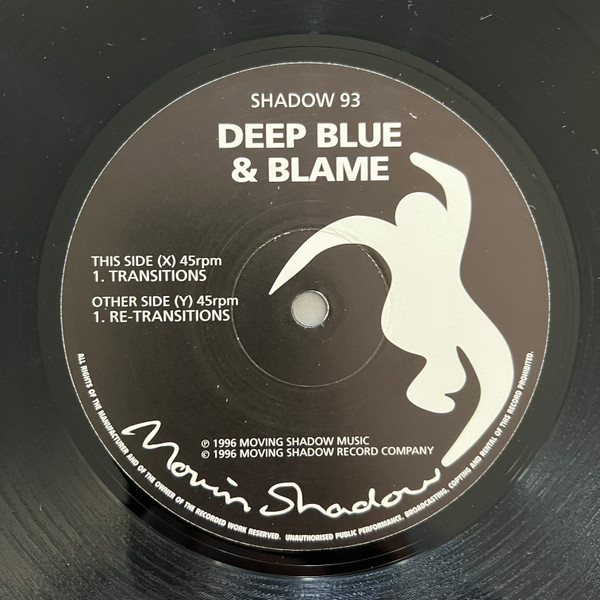 SHADOW 93
DEEP BLUE
& BLAME
THIS SIDE (X) 45rpm
1. TRANSITIONS
OTHER SIDE (Y) 45rpm
1. RE-TRANSITIONS
℗ 1996 MOVING SHADOW MUSIC
© 1996 MOVING SHADOW RECORD COMPANY
Movin Shadow
ALL RIGHTS OF THE MANUFACTURER AND OF THE OWNER OF THE RECORDED WORK RESERVED. UNAUTHORISED PUBLIC PERFORMANCE, BROADCASTING, COPYING AND RENTAL OF THIS RECORD PROHIBITED.